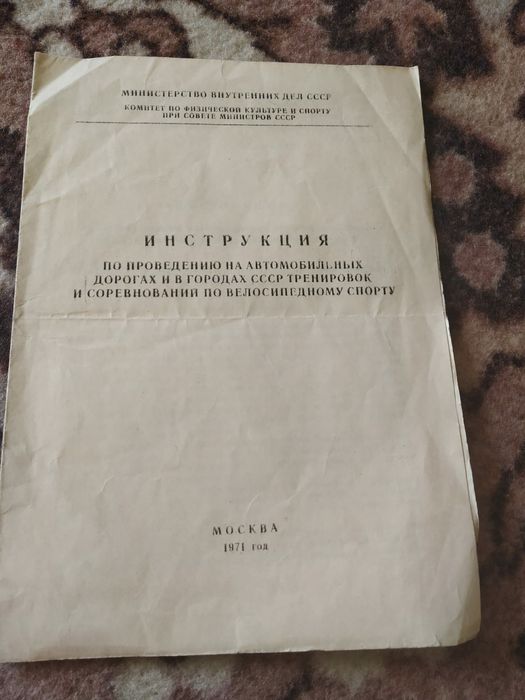 МИНИСТЕРСТВО ВНУТРЕННИХ ДЕЛ СССР
КОМИТЕТ ПО ФИЗИЧЕСКОЙ КУЛЬТУРЕ И СПОРТУ
ПРИ СОВЕТЕ МИНИСТРОВ СССР
ИНСТРУКЦИЯ
ПО ПРОВЕДЕНИЮ НА АВТОМОБИЛЬНЫХ
ДОРОГАХ И В ГОРОДАХ СССР ТРЕНИРОВОК
И СОРЕВНОВАНИЙ ПО ВЕЛОСИПЕДНОМУ СПОРТУ
МОСКВА
1971 год